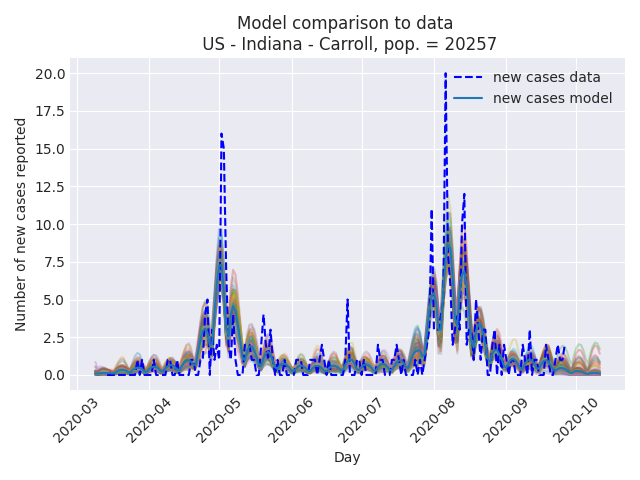 Model comparison to data
US - Indiana - Carroll, pop. = 20257
new cases data
new cases model
Number of new cases reported
20.0
17.5
15.0
12.5
10.0
7.5
5.0
2.5
0.0
2020-03
2020-04
2020-05
2020-06
2020-07
2020-08
2020-09
2020-10
Day